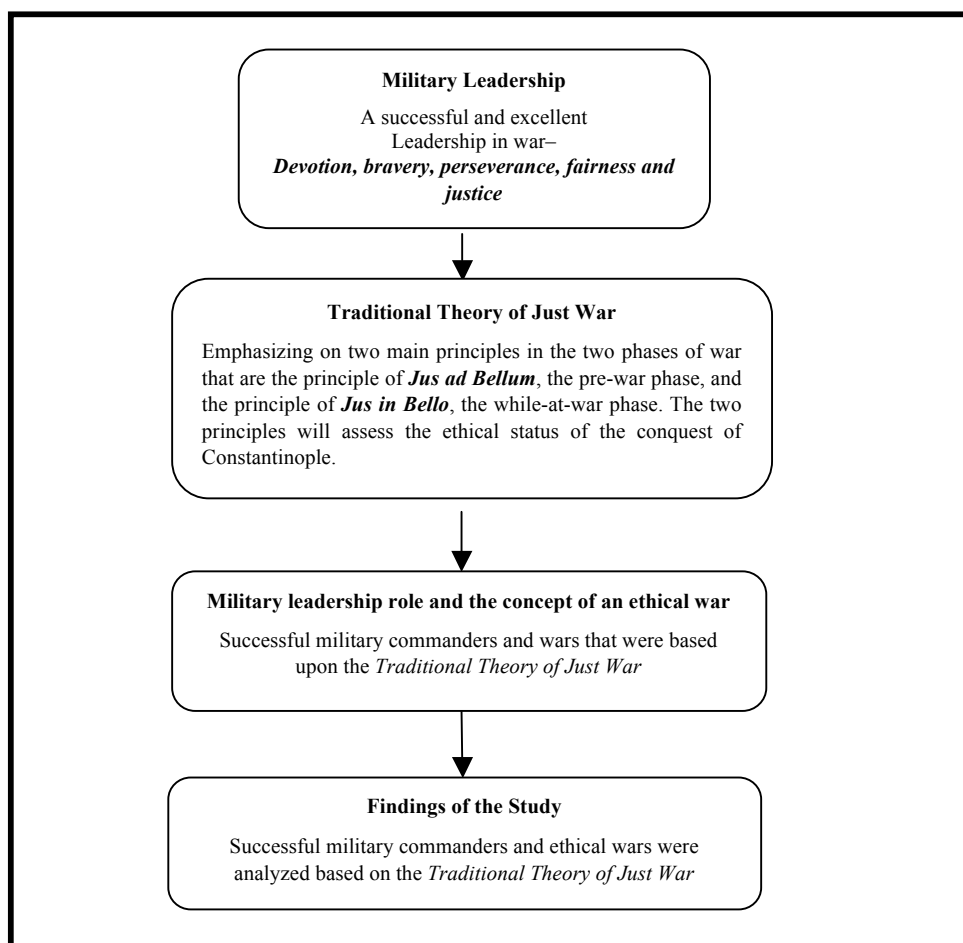 Military Leadership
A successful and excellent
Leadership in war–
Devotion, bravery, perseverance, fairness and
justice
Traditional Theory of Just War
Emphasizing on two main principles in the two phases of war
that are the principle of Jus ad Bellum, the pre-war phase, and
the principle of Jus in Bello, the while-at-war phase. The two
principles will assess the ethical status of the conquest of
Constantinople.
Military leadership role and the concept of an ethical war
Successful military commanders and wars that were based
upon the Traditional Theory of Just War
Findings of the Study
Successful military commanders and ethical wars were
analyzed based on the Traditional Theory of Just War